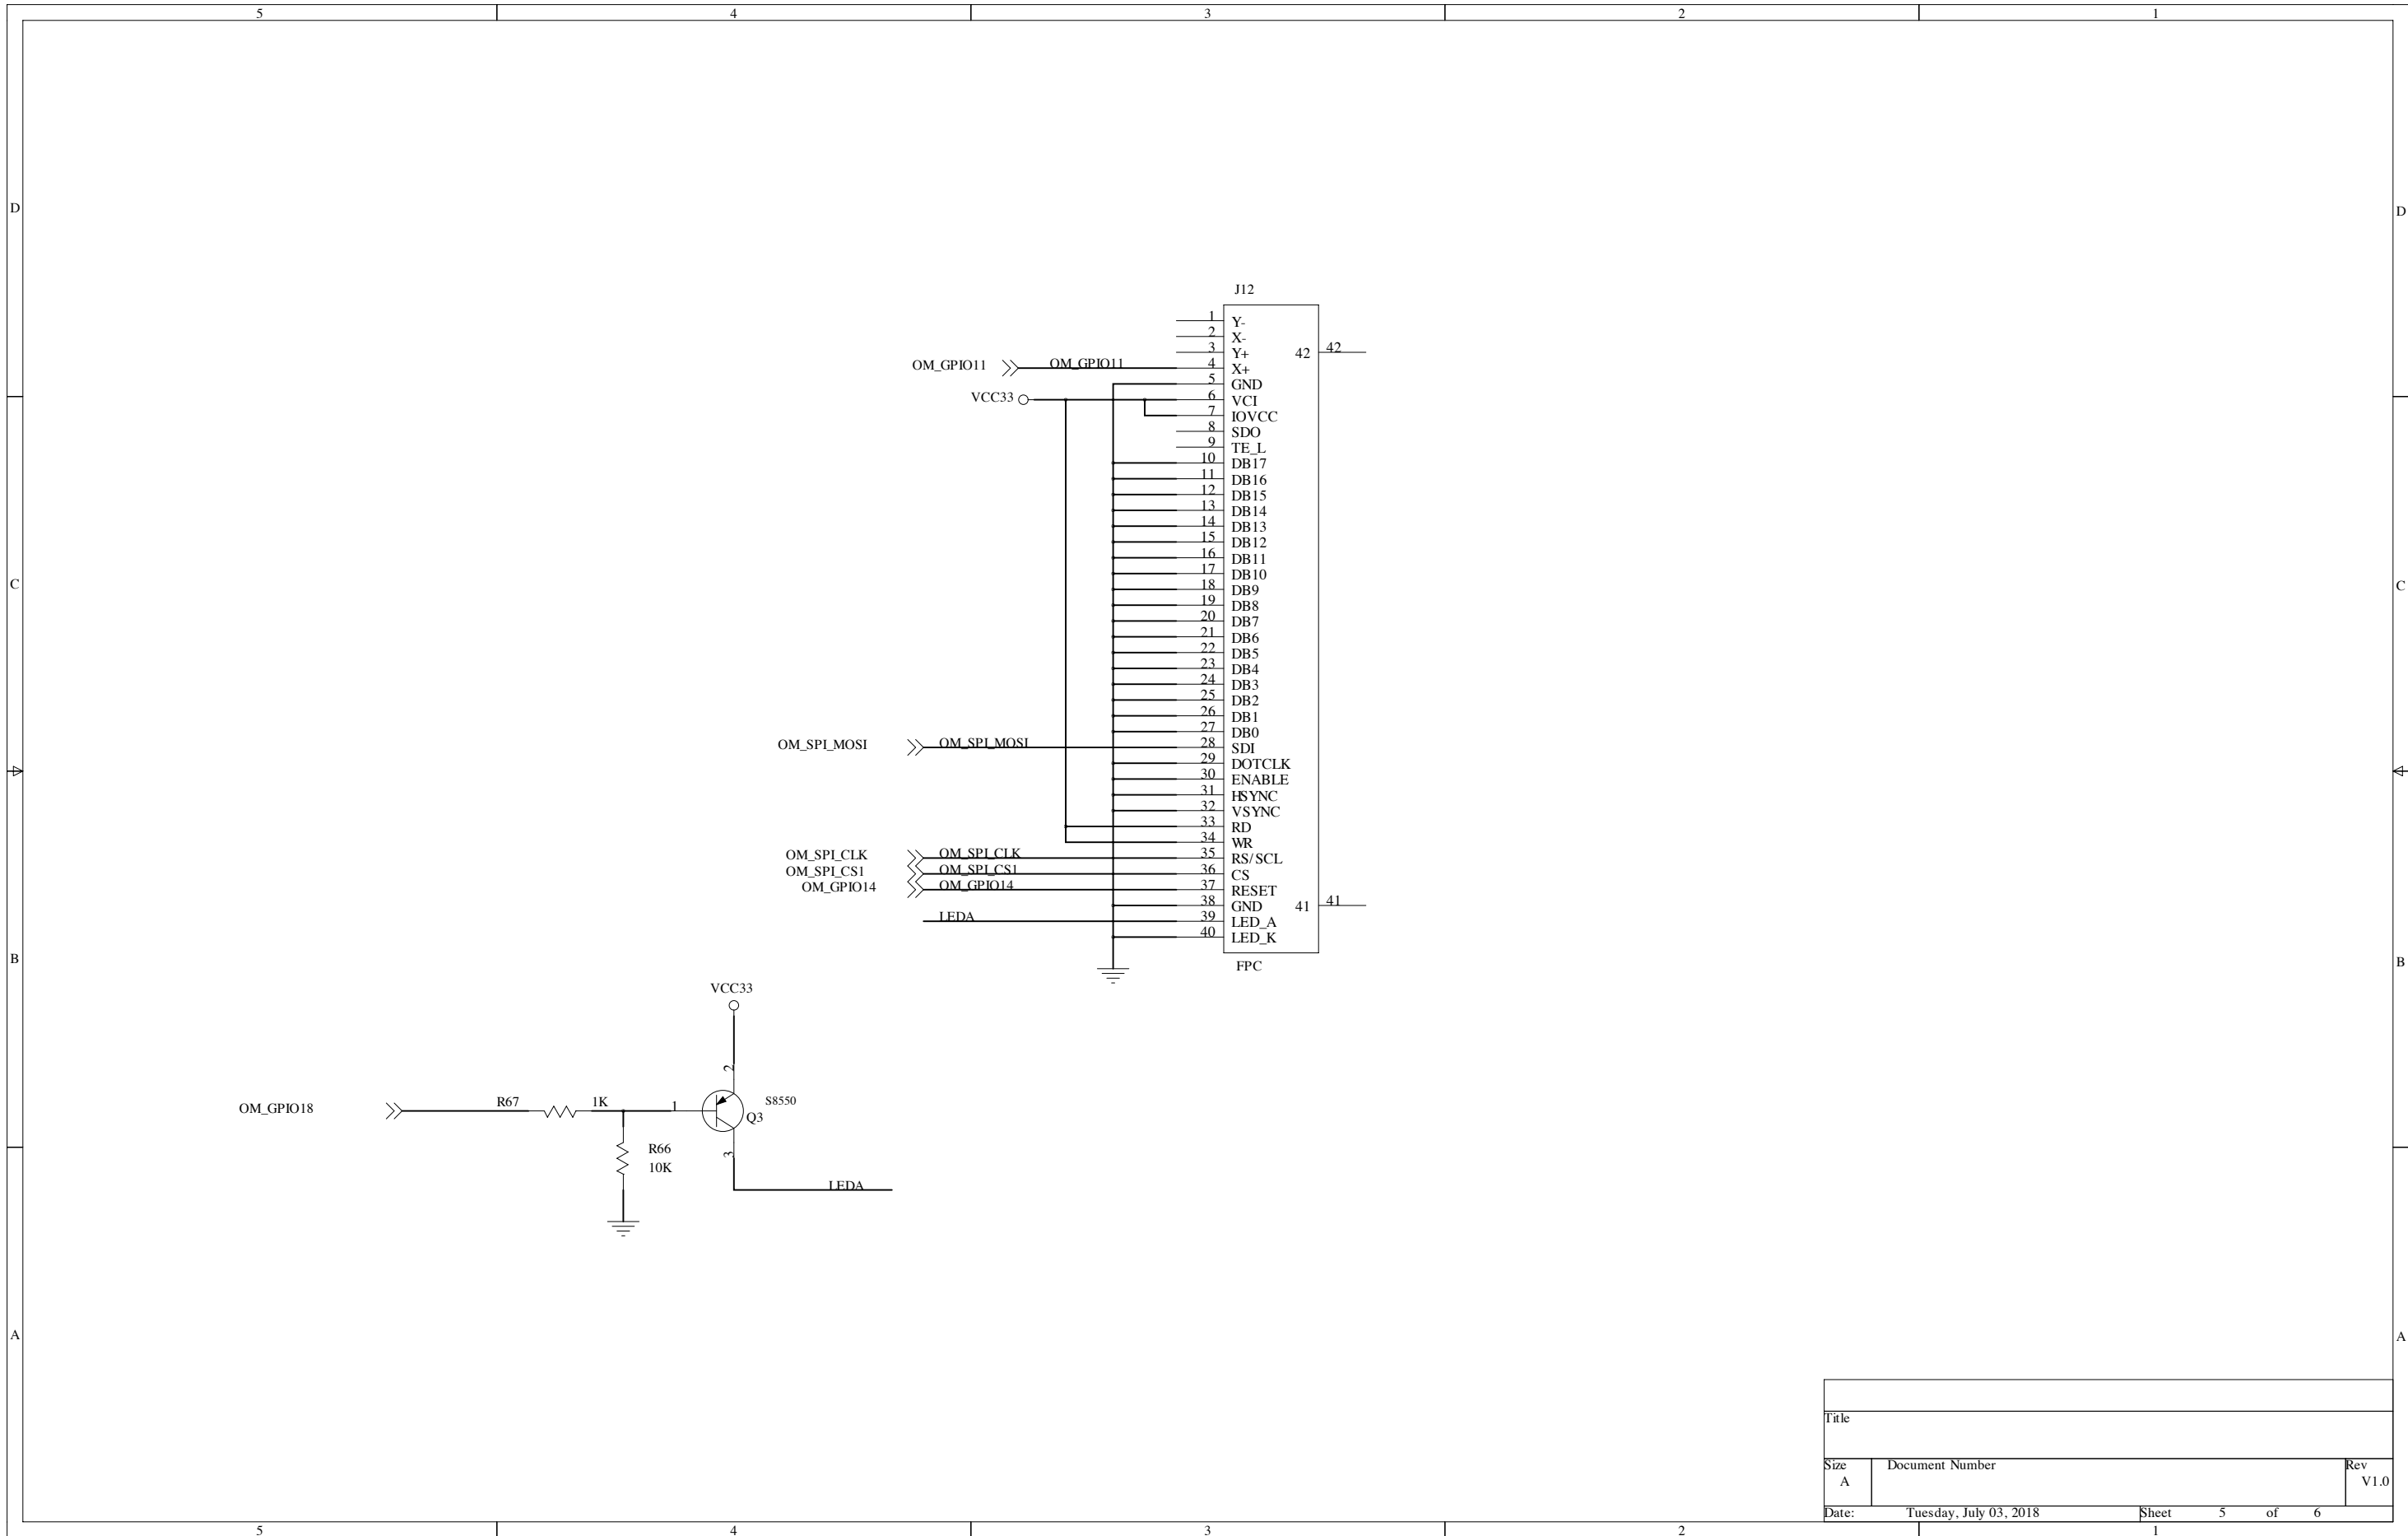 5 4 3 2 1
D D
C C
B B
A A
J12
1 Y-
2 X-
3 Y+
42 42
OM_GPIO11 OM_GPIO11 4 X+
5 GND
VCC33 6 VCI
7 IOVCC
8 SDO
9 TE_L
10 DB17
11 DB16
12 DB15
13 DB14
14 DB13
15 DB12
16 DB11
17 DB10
18 DB9
19 DB8
20 DB7
21 DB6
22 DB5
23 DB4
24 DB3
25 DB2
26 DB1
27 DB0
OM_SPI_MOSI OM_SPI_MOSI 28 SDI
29 DOTCLK
30 ENABLE
31 HSYNC
32 VSYNC
33 RD
34 WR
OM_SPI_CLK OM_SPI_CLK 35 RS/SCL
OM_SPI_CS1 OM_SPI_CS1 36 CS
OM_GPIO14 OM_GPIO14 37 RESET
38 GND 41 41
LEDA 39 LED_A
40 LED_K
FPC
VCC33
2
OM_GPIO18 R67 1K 1 S8550
Q3
R66
10K
3
LEDA
Title
Size Document Number Rev
A V1.0
Date: Tuesday, July 03, 2018 Sheet 5 of 6
5 4 3 2 1